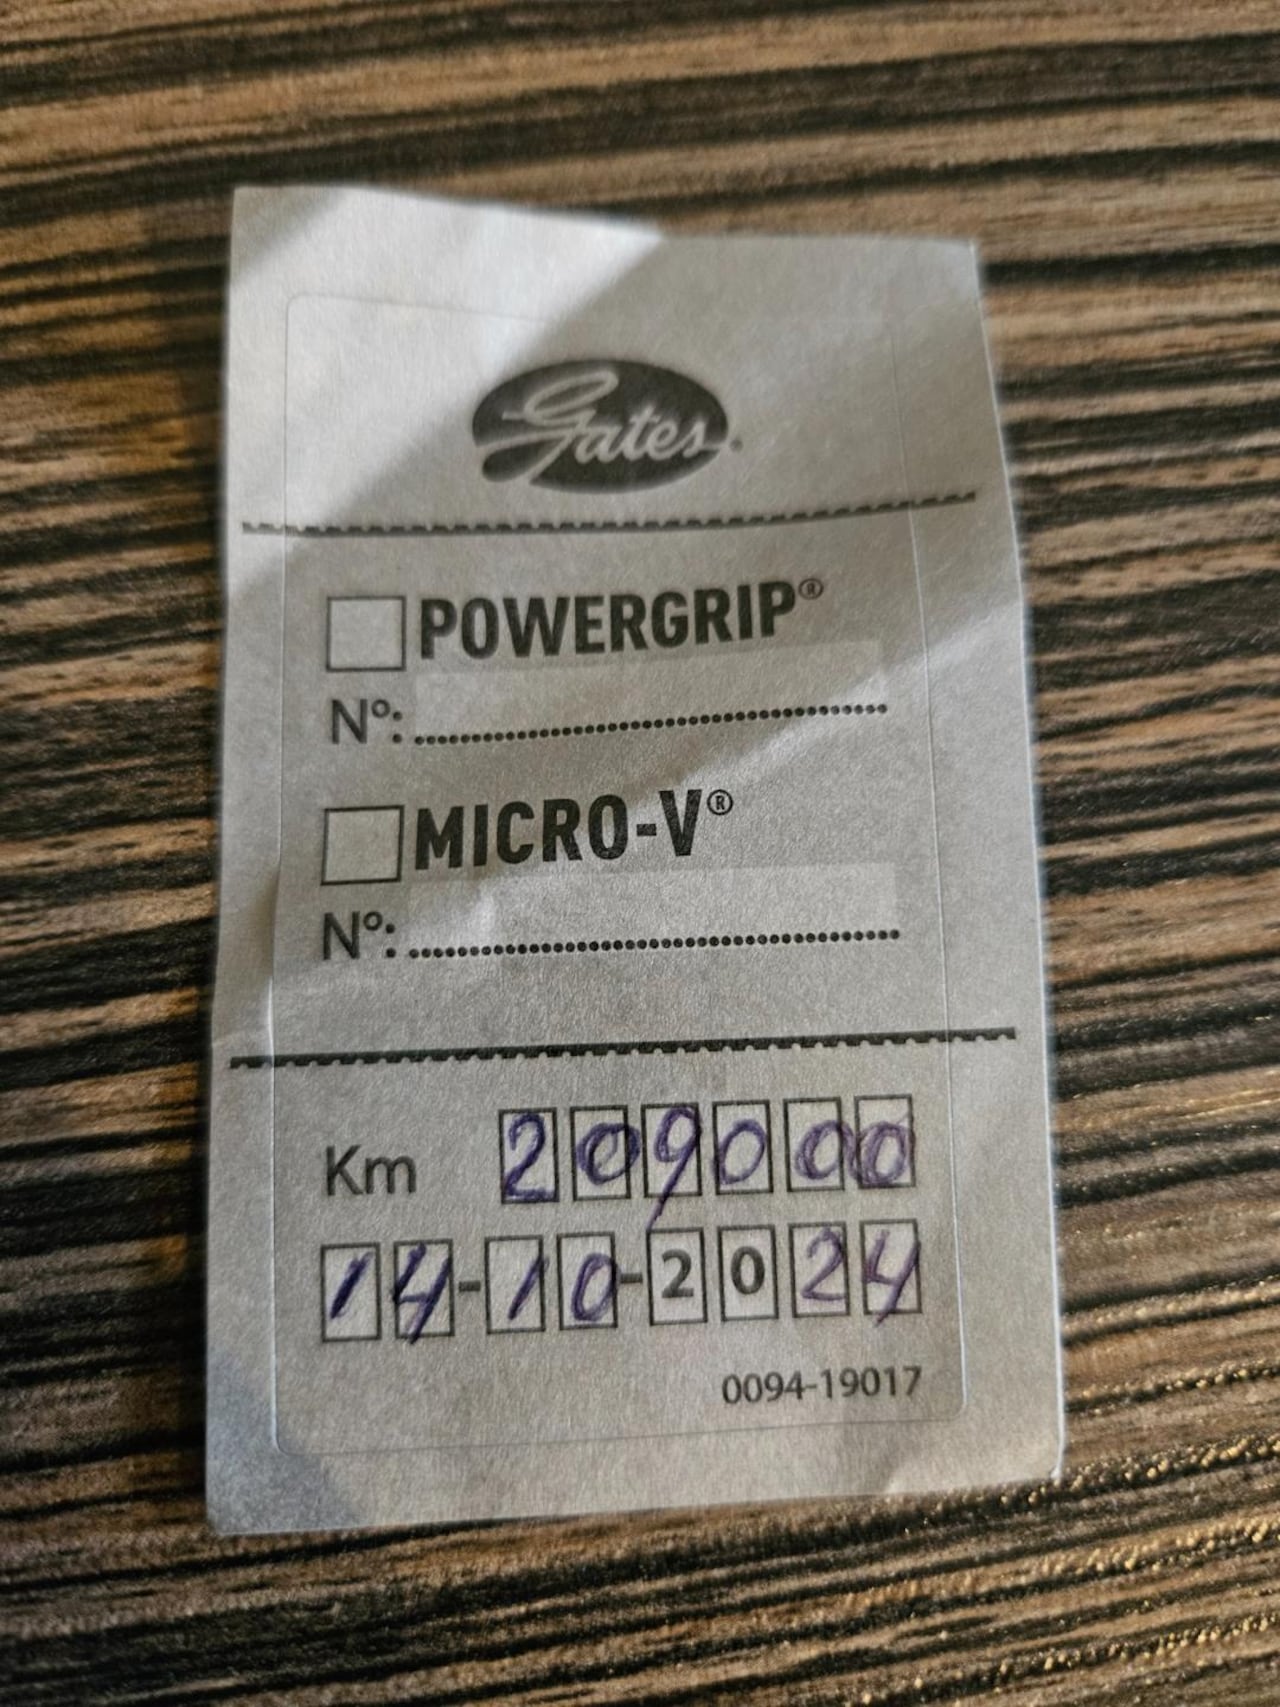 Gates
POWERGRIP®
Nº:
MICRO-V®
Nº:
Km 209000
14-10-2024
0094-19017